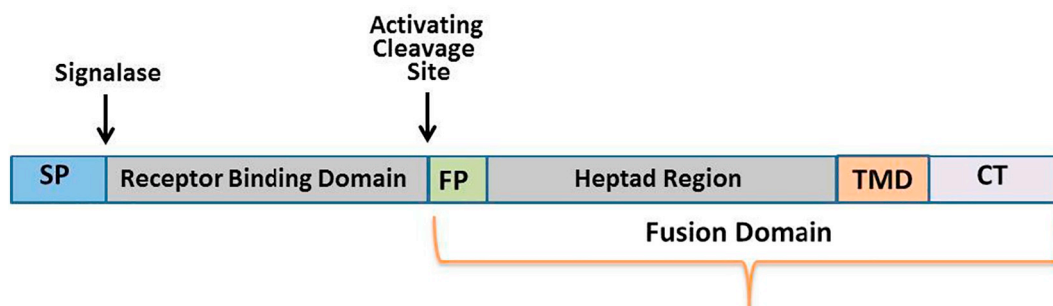 Activating
Cleavage
Site
Signalase
SP
Receptor Binding Domain
FP
Heptad Region
TMD
CT
Fusion Domain